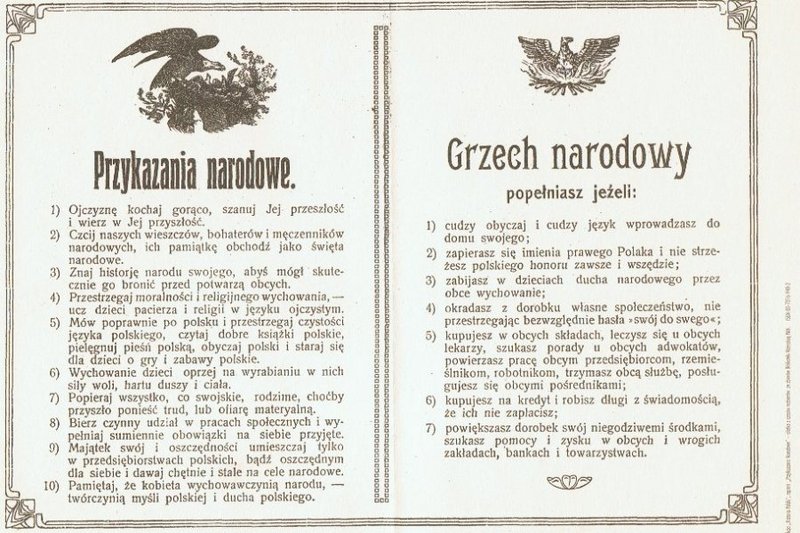 Przykazania narodowe.
1) Ojczyznę kochaj gorąco, szanuj Jej przeszłość
i wierz w Jej przyszłość.
2) Czcij naszych wieszczów, bohaterów i męczenników
narodowych, ich pamiątkę obchodź jako święta
narodowe.
3) Znaj historję narodu swojego, abyś mógł skute-
cznie go bronić przed potwarzą obcych.
4) Przestrzegaj moralności i religijnego wychowania, —
ucz dzieci pacierza i religii w języku ojczystym.
5) Mów poprawnie po polsku i przestrzegaj czystości
języka polskiego, czytaj dobre książki polskie,
pielęgnuj pieśń polską, obyczaj polski i staraj się
dla dzieci o gry i zabawy polskie.
6) Wychowanie dzieci oprzej na wyrabianiu w nich
siły woli, hartu duszy i ciała.
7) Popieraj wszystko, co swojskie, rodzime, choćby
przyszło ponieść trud, lub ofiarę materyalną.
8) Bierz czynny udział w pracach społecznych i wy-
pełniaj sumiennie obowiązki na siebie przyjęte.
9) Majątek swój i oszczędności umieszczaj tylko
w przedsiębiorstwach polskich, bądź oszczędnym
dla siebie i dawaj chętnie i stale na cele narodowe.
10) Pamiętaj, że kobieta wychowawczynią narodu, —
twórczynią myśli polskiej i ducha polskiego.
Grzech narodowy
popełniasz jeżeli:
1) cudzy obyczaj i cudzy język wprowadzasz do
domu swojego;
2) zapierasz się imienia prawego Polaka i nie strze-
żesz polskiego honoru zawsze i wszędzie;
3) zabijasz w dzieciach ducha narodowego przez
obce wychowanie;
4) okradasz z dorobku własne społeczeństwo, nie
przestrzegając bezwzględnie hasła »swój do swego«;
5) kupujesz w obcych składach, leczysz się u obcych
lekarzy, szukasz porady u obcych adwokatów,
powierzasz pracę obcym przedsiębiorcom, rzemie-
ślnikom, robotnikom, trzymasz obcą służbę, posłu-
gujesz się obcymi pośrednikami;
6) kupujesz na kredyt i robisz długi z świadomością,
że ich nie zapłacisz;
7) powiększasz dorobek swój niegodziwemi środkami,
szukasz pomocy i zysku w obcych i wrogich
zakładach, bankach i towarzystwach.